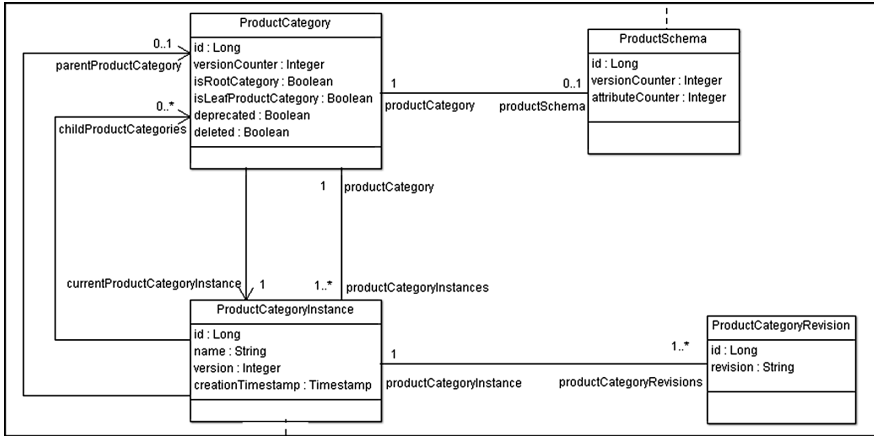 ProductCategory
id : Long
versionCounter : Integer
isRootCategory : Boolean
isLeafProductCategory : Boolean
deprecated : Boolean
deleted : Boolean
ProductSchema
id : Long
versionCounter : Integer
attributeCounter : Integer
0..1
parentProductCategory
0..*
childProductCategories
1
productCategory
0..1
productSchema
1
productCategory
currentProductCategoryInstance
1
1..*
productCategoryInstances
ProductCategoryInstance
id : Long
name : String
version : Integer
creationTimestamp : Timestamp
1
productCategoryInstance
1..*
productCategoryRevisions
ProductCategoryRevision
id : Long
revision : String